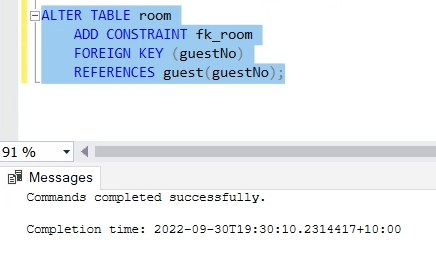 ALTER TABLE room
ADD CONSTRAINT fk_room
FOREIGN KEY (guestNo)
REFERENCES guest(guestNo);
91 %
Messages
Commands completed successfully.
Completion time: 2022-09-30T19:30:10.2314417+10:00